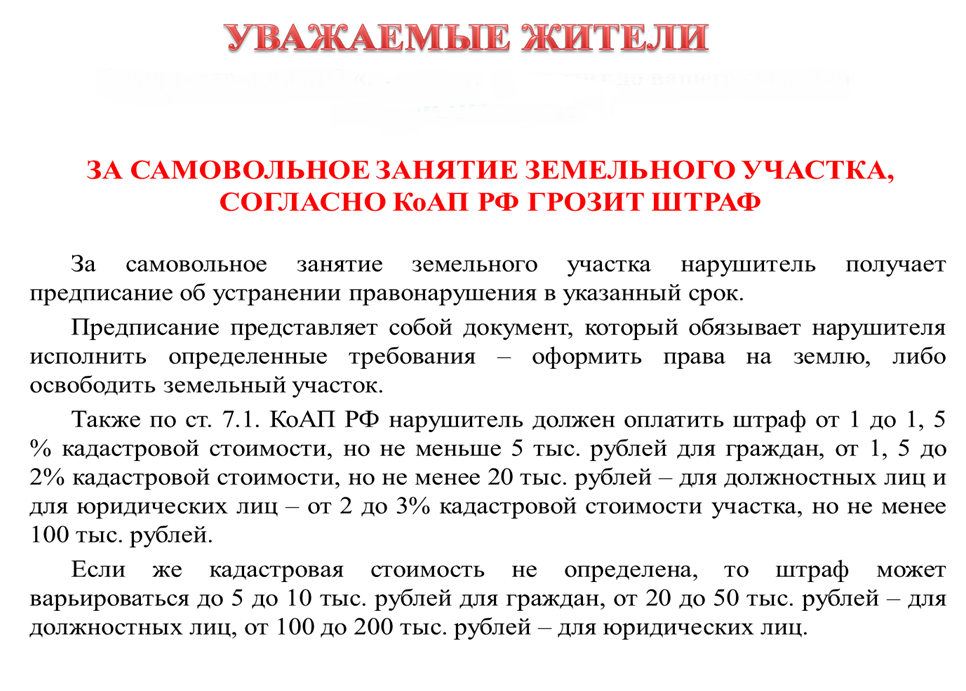 УВАЖАЕМЫЕ ЖИТЕЛИ
ЗА САМОВОЛЬНОЕ ЗАНЯТИЕ ЗЕМЕЛЬНОГО УЧАСТКА,
СОГЛАСНО КоАП РФ ГРОЗИТ ШТРАФ
За самовольное занятие земельного участка нарушитель получает
предписание об устранении правонарушения в указанный срок.
Предписание представляет собой документ, который обязывает нарушителя
исполнить определенные требования – оформить права на землю, либо
освободить земельный участок.
Также по ст. 7.1. КоАП РФ нарушитель должен оплатить штраф от 1 до 1, 5
% кадастровой стоимости, но не меньше 5 тыс. рублей для граждан, от 1, 5 до
2% кадастровой стоимости, но не менее 20 тыс. рублей – для должностных лиц и
для юридических лиц – от 2 до 3% кадастровой стоимости участка, но не менее
100 тыс. рублей.
Если же кадастровая стоимость не определена, то штраф может
варьироваться до 5 до 10 тыс. рублей для граждан, от 20 до 50 тыс. рублей – для
должностных лиц, от 100 до 200 тыс. рублей – для юридических лиц.